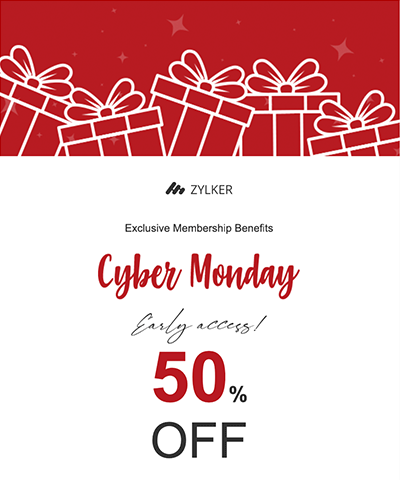 ZYLKER
Exclusive Membership Benefits
Cyber Monday
Early access!
50%
OFF